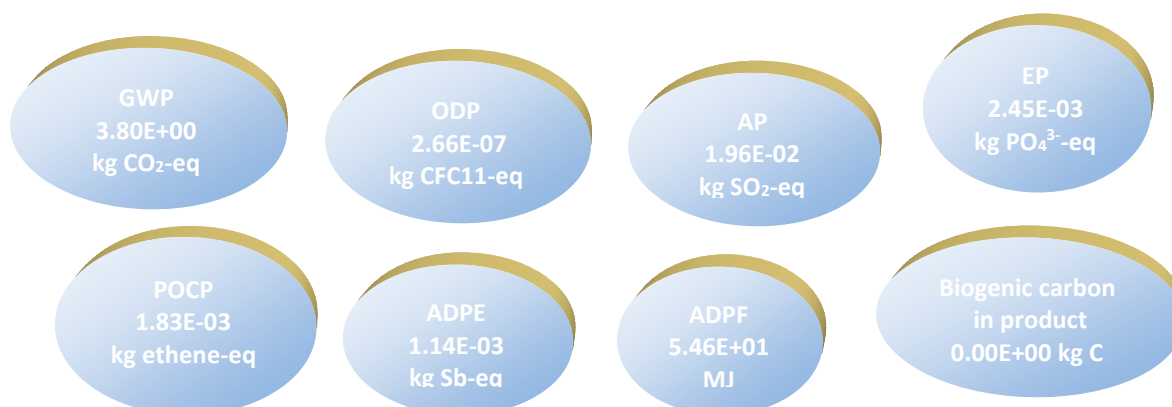 GWP
3.80E+00
kg CO₂-eq
ODP
2.66E-07
kg CFC11-eq
AP
1.96E-02
kg SO₂-eq
EP
2.45E-03
kg PO₄³⁻-eq
POCP
1.83E-03
kg ethene-eq
ADPE
1.14E-03
kg Sb-eq
ADPF
5.46E+01
MJ
Biogenic carbon
in product
0.00E+00 kg C